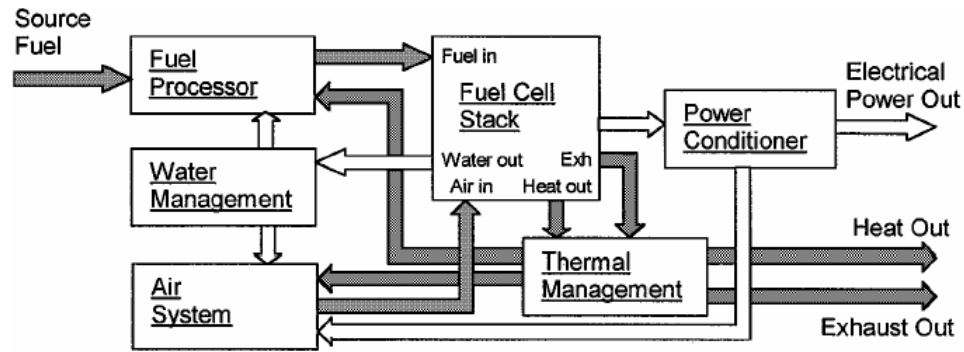 Source
Fuel
Fuel
Processor
Fuel in
Fuel Cell
Stack
Water out
Exh
Air in
Heat out
Power
Conditioner
Electrical
Power Out
Water
Management
Air
System
Thermal
Management
Heat Out
Exhaust Out